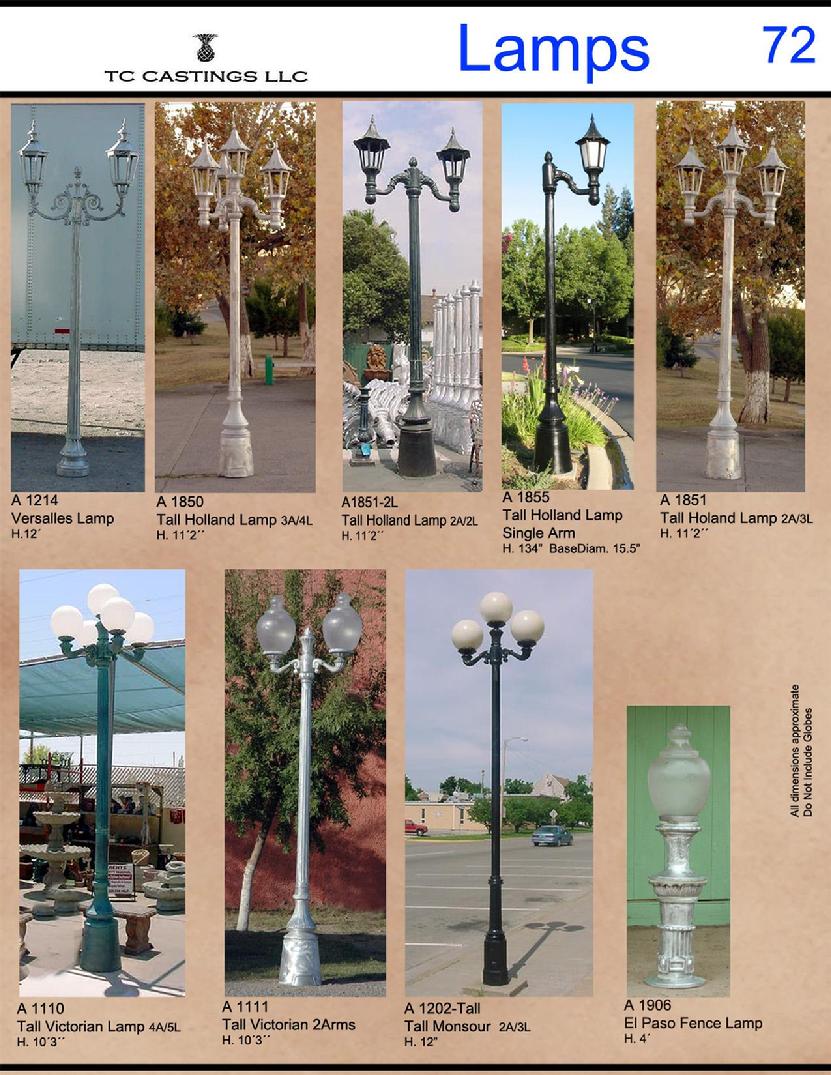 TC CASTINGS LLC
Lamps
72
A 1214
Versalles Lamp
H.12´
A 1850
Tall Holland Lamp 3A/4L
H. 11´2´´
A1851-2L
Tall Holland Lamp 2A/2L
H. 11´2´´
A 1855
Tall Holland Lamp
Single Arm
H. 134" BaseDiam. 15.5"
A 1851
Tall Holand Lamp 2A/3L
H. 11´2´´
A 1110
Tall Victorian Lamp 4A/5L
H. 10´3´´
A 1111
Tall Victorian 2Arms
H. 10´3´´
A 1202-Tall
Tall Monsour 2A/3L
H. 12"
A 1906
El Paso Fence Lamp
H. 4´
All dimensions approximate
Do Not Include Globes